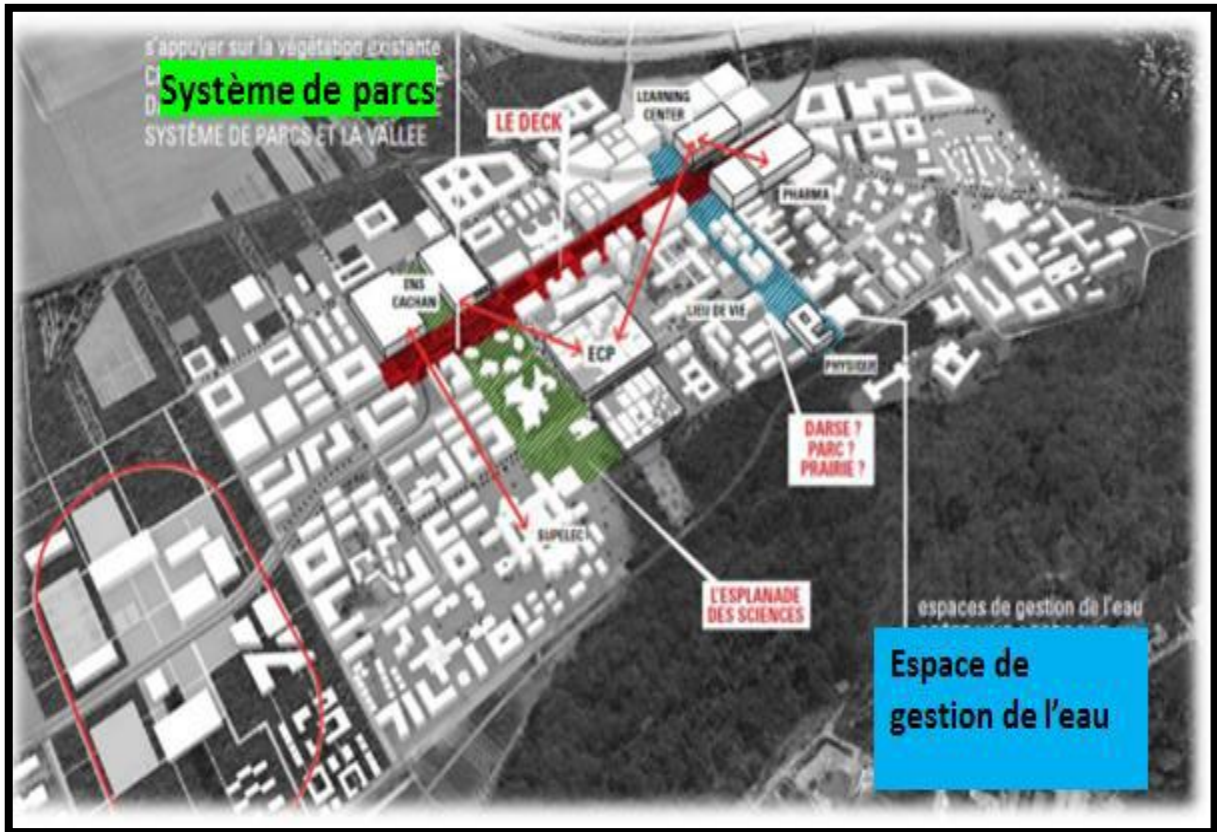 s'appuyer sur la végétation existante
Système de parcs
SYSTÈME DE PARCS ET LA VALLEE
LEARNING
CENTER
LE DECK
PHARMA
ENS
CACHAN
LIEU DE VIE
ECP
PHYSIQUE
DARSE ?
PARC ?
PRAIRIE ?
SUPELEC
L'ESPLANADE
DES SCIENCES
espaces de gestion de l'eau
Espace de
gestion de l'eau